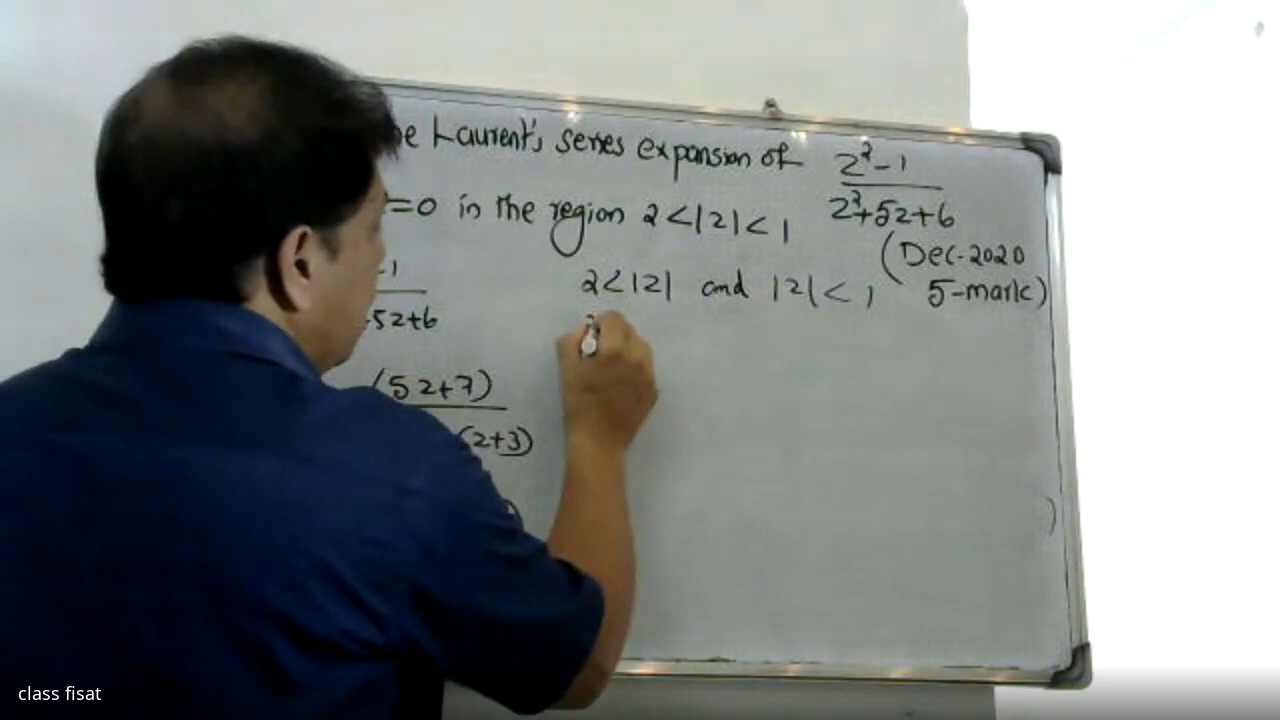 Laurent's series expansion of z²-1 / z²+5z+6
=0 in the region 2<|z|<1
(Dec-2020
5-mark)
-1 / 5z+6
2<|z| and |z|<1
(5z+7) / (z+3)
class fisat